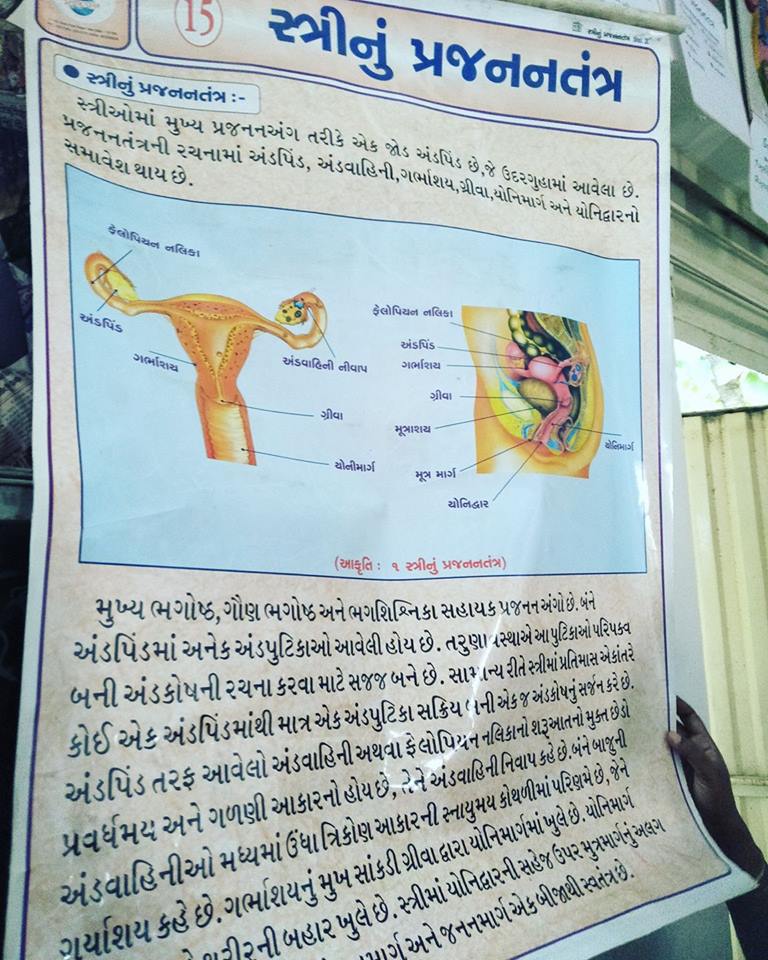 15
સ્ત્રીનું પ્રજનનતંત્ર
● સ્ત્રીનું પ્રજનનતંત્ર :-
સ્ત્રીઓમાં મુખ્ય પ્રજનનઅંગ તરીકે એક જોડ અંડપિંડ છે,જે ઉદરગુહામાં આવેલા છે.
પ્રજનનતંત્રની રચનામાં અંડપિંડ, અંડવાહિની,ગર્ભાશય,ગ્રીવા,યોનિમાર્ગ અને યોનિદ્વારનો
સમાવેશ થાય છે.
ફેલોપિયન નલિકા
અંડપિંડ
ગર્ભાશય
અંડવાહિની નીવાપ
ગ્રીવા
યોનીમાર્ગ
ફેલોપિયન નલિકા
અંડપિંડ
ગર્ભાશય
ગ્રીવા
મૂત્રાશય
યોનિમાર્ગ
મૂત્ર માર્ગ
યોનિદ્વાર
(આકૃતિ : ૧ સ્ત્રીનું પ્રજનનતંત્ર)
મુખ્ય ભગોષ્ઠ,ગૌણ ભગોષ્ઠ અને ભગશિશ્નિકા સહાયક પ્રજનન અંગો છે. બંને
અંડપિંડમાં અનેક અંડપુટિકાઓ આવેલી હોય છે. તરુણા વસ્થાએ આ પુટિકાઓ પરિપક્વ
બની અંડકોષની રચના કરવા માટે સજજ બને છે. સામાન્ય રીતે સ્ત્રીમાં પ્રતિમાસ એકાંતરે
કોઈ એક અંડપિંડમાંથી માત્ર એક અંડપુટિકા સક્રિય બની એક જ અંડકોષનું સર્જન કરે છે.
અંડપિંડ તરફ આવેલો અંડવાહિની અથવા ફેલોપિયન નલિકાનો શરૂઆતનો મુક્ત છેડો
પ્રવર્ધમય અને ગળણી આકારનો હોય છે, તેને અંડવાહિની નિવાપ કહે છે.બંને બાજુની
અંડવાહિનીઓ મધ્યમાં ઉંધા ત્રિકોણ આકારની સ્નાયુમય કોથળીમાં પરિણમે છે, જેને
ગર્યાશય કહે છે. ગર્ભાશયનું મુખ સાંકડી ગ્રીવા દ્વારા યોનિમાર્ગમાં ખુલે છે. યોનિમાર્ગ
શરીરની બહાર ખુલે છે. સ્ત્રીમાં યોનિદ્વારની સહેજ ઉપર મુત્રમાર્ગનું અલગ
અને જનનમાર્ગ એક બીજાથી સ્વતંત્ર છે.